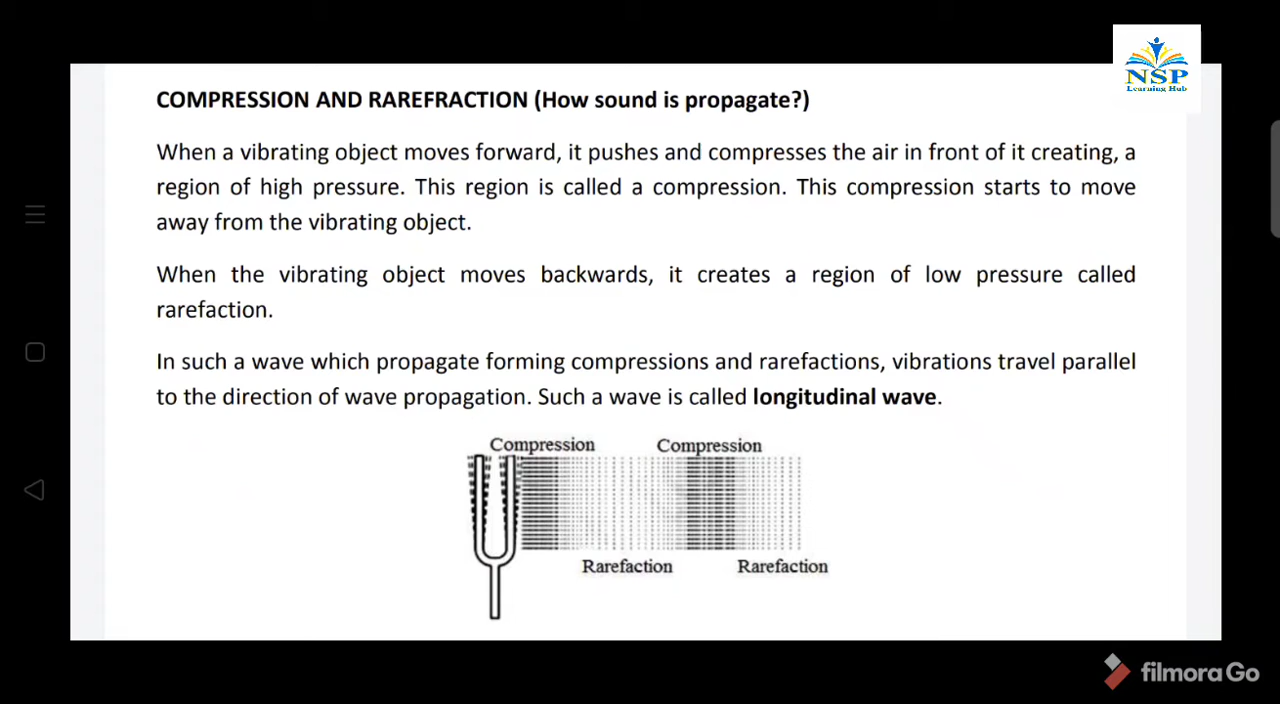 NSP
Learning Hub
COMPRESSION AND RAREFRACTION (How sound is propagate?)
When a vibrating object moves forward, it pushes and compresses the air in front of it creating, a
region of high pressure. This region is called a compression. This compression starts to move
away from the vibrating object.
When the vibrating object moves backwards, it creates a region of low pressure called
rarefaction.
In such a wave which propagate forming compressions and rarefactions, vibrations travel parallel
to the direction of wave propagation. Such a wave is called longitudinal wave.
Compression Compression
Rarefaction Rarefaction
filmoraGo